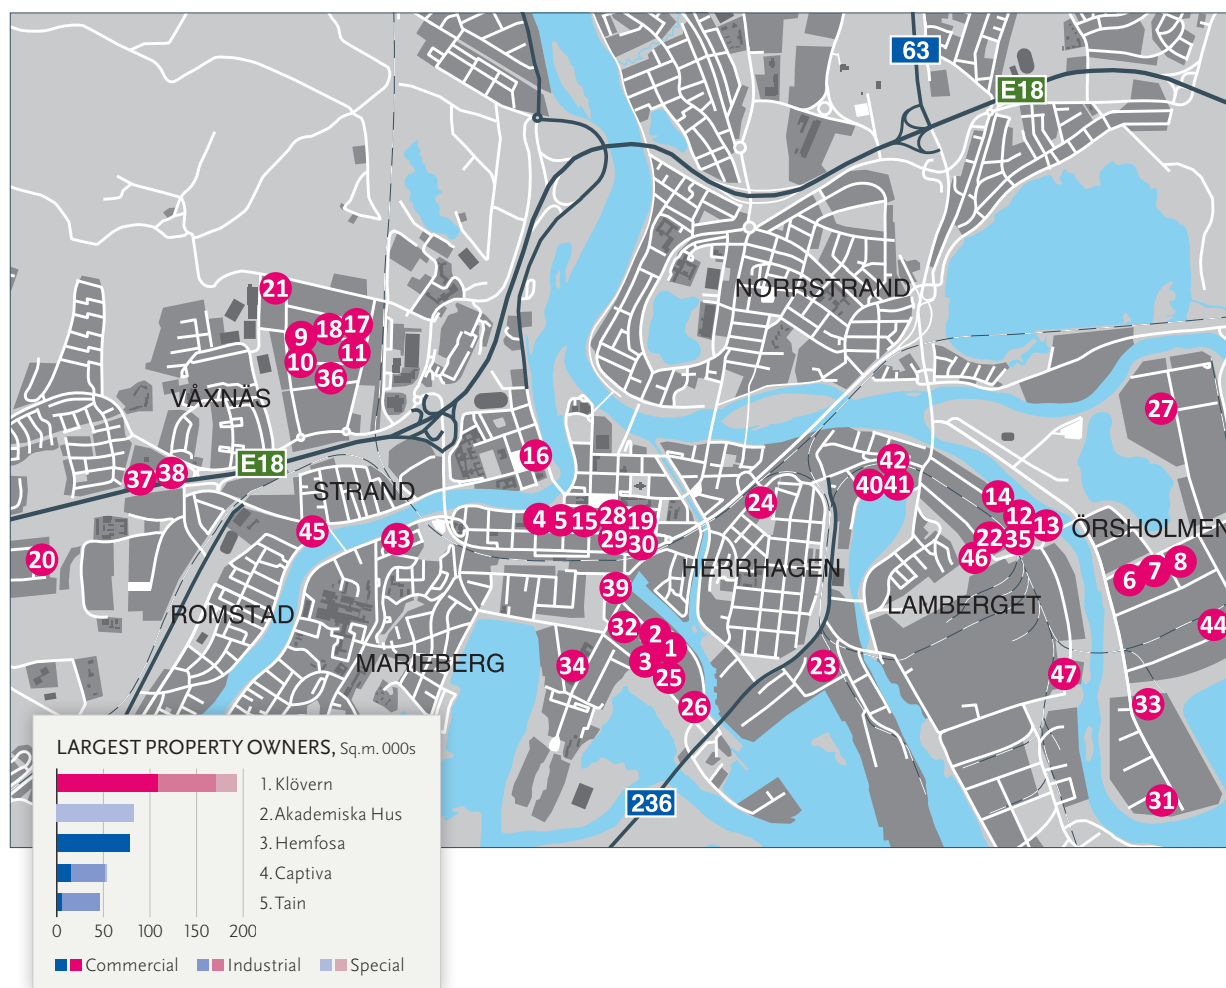 63
E18
21
NORRSTRAND
9
18
17
10
11
36
VÅXNÄS
27
E18
37
38
16
42
40
41
STRAND
24
14
45
43
4
5
15
28
19
29
30
12
13
22
35
46
ÖRSHOLMEN
20
HERRHAGEN
6
7
8
39
LAMBERGET
ROMSTAD
32
2
1
3
25
44
MARIEBERG
34
23
47
26
33
236
31
LARGEST PROPERTY OWNERS, Sq.m. 000s
1. Klövern
2. Akademiska Hus
3. Hemfosa
4. Captiva
5. Tain
0 50 100 150 200
Commercial Industrial Special